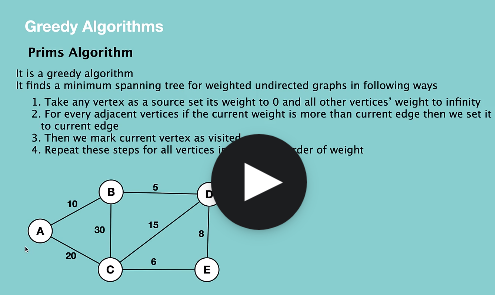 Greedy Algorithms
Prims Algorithm
It is a greedy algorithm
It finds a minimum spanning tree for weighted undirected graphs in following ways
1. Take any vertex as a source set its weight to 0 and all other vertices' weight to infinity
2. For every adjacent vertices if the current weight is more than current edge then we set it
to current edge
3. Then we mark current vertex as visited
4. Repeat these steps for all vertices in order of weight
B 5 D
10
A 30 15 8
20
C 6 E